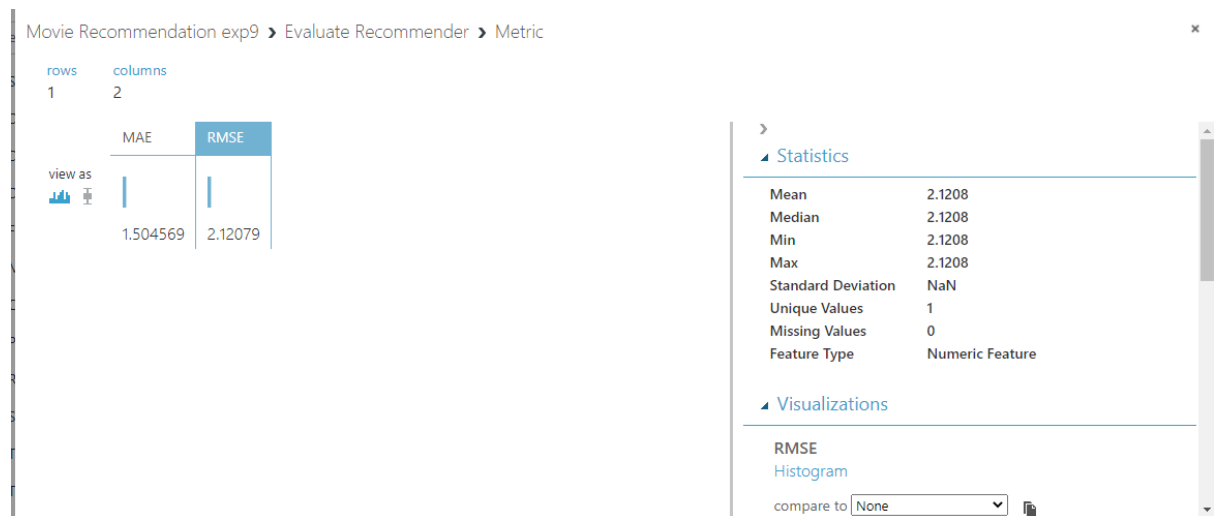 Movie Recommendation exp9 ❯ Evaluate Recommender ❯ Metric
rows columns
1 2
MAE RMSE
view as
1.504569 2.12079
Statistics
Mean 2.1208
Median 2.1208
Min 2.1208
Max 2.1208
Standard Deviation NaN
Unique Values 1
Missing Values 0
Feature Type Numeric Feature
Visualizations
RMSE
Histogram
compare to None